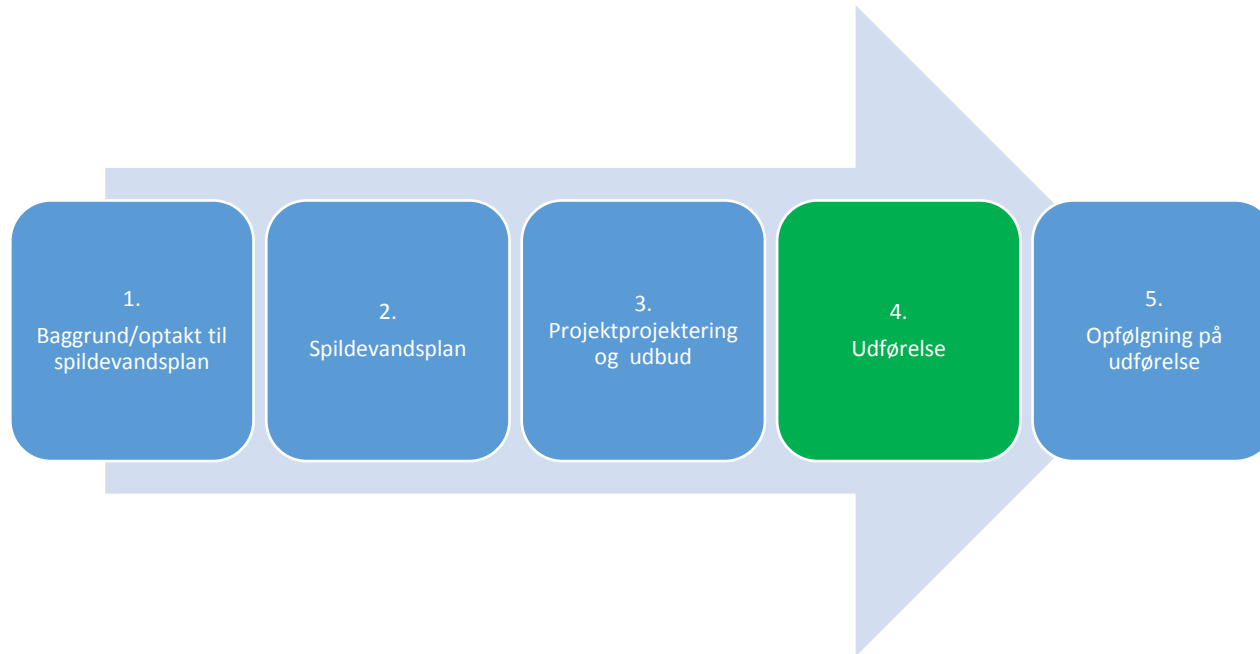 1.
Baggrund/optakt til
spildevandsplan
2.
Spildevandsplan
3.
Projektprojektering
og  udbud
4.
Udførelse
5.
Opfølgning på
udførelse